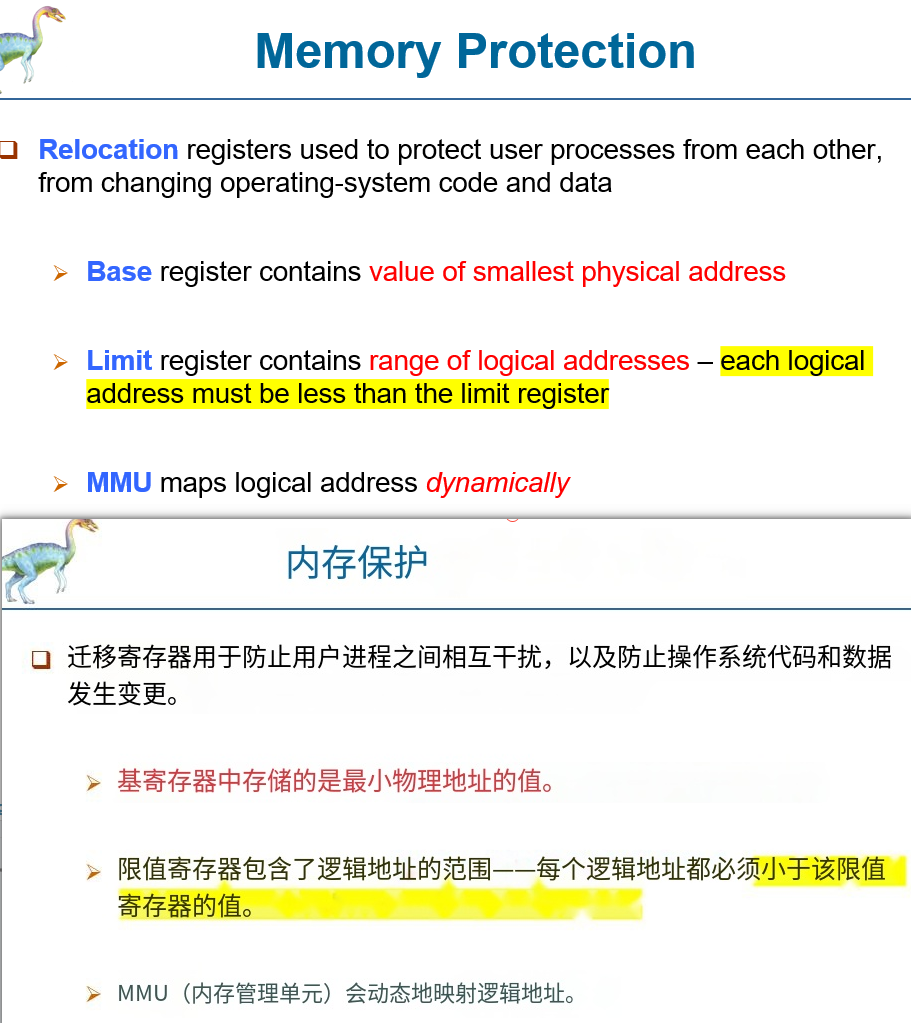 Memory Protection
Relocation registers used to protect user processes from each other,
from changing operating-system code and data
Base register contains value of smallest physical address
Limit register contains range of logical addresses – each logical
address must be less than the limit register
MMU maps logical address dynamically
内存保护
迁移寄存器用于防止用户进程之间相互干扰，以及防止操作系统代码和数据
发生变更。
基寄存器中存储的是最小物理地址的值。
限值寄存器包含了逻辑地址的范围——每个逻辑地址都必须小于该限值
寄存器的值。
MMU（内存管理单元）会动态地映射逻辑地址。